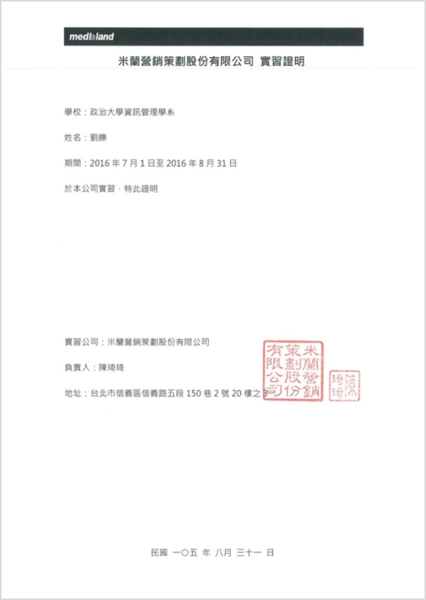 medialand
米蘭營銷策劃股份有限公司 實習證明
學校：政治大學資訊管理學系
姓名：劉
期間：2016 年 7 月 1 日至 2016 年 8 月 31 日
於本公司實習，特此證明
實習公司：米蘭營銷策劃股份有限公司
負責人：陳琦琦
地址：台北市信義區信義路五段 150 巷 2 號 20 樓之 3
米蘭營銷
策劃股份
有限公司
陳
琦琦
民國 一〇五 年 八月 三十一 日